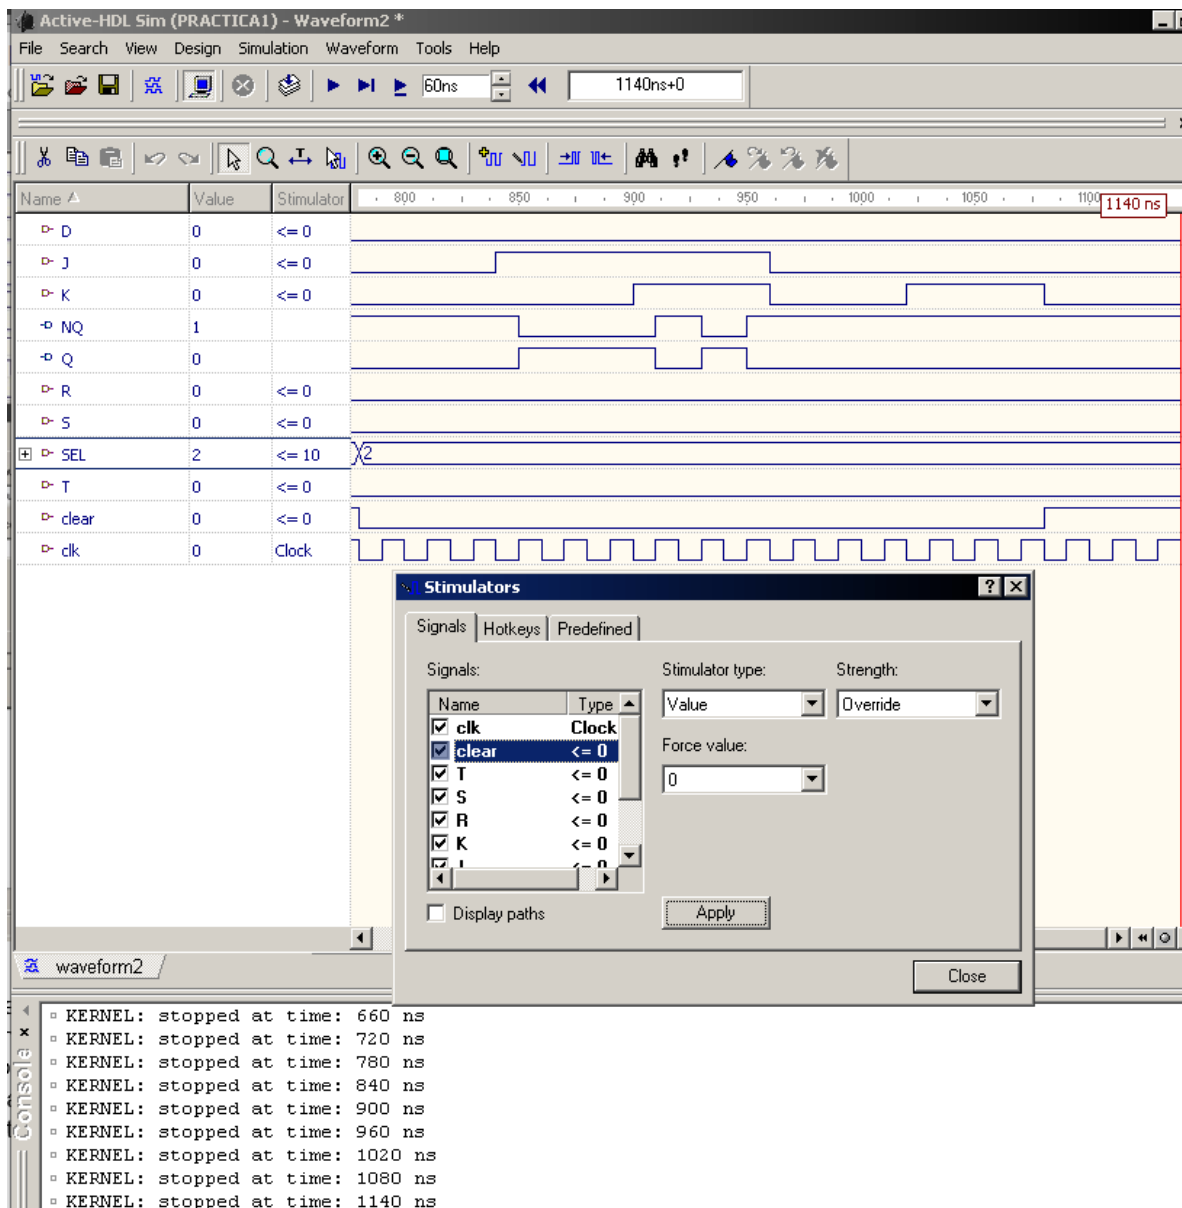 Active-HDL Sim (PRACTICA1) - Waveform2 *
File Search View Design Simulation Waveform Tools Help
60ns 1140ns+0
Name Value Stimulator 800 850 900 950 1000 1050 1100 1140 ns
D 0 <= 0
J 0 <= 0
K 0 <= 0
NQ 1
Q 0
R 0 <= 0
S 0 <= 0
SEL 2 <= 10 2
T 0 <= 0
clear 0 <= 0
clk 0 Clock
Stimulators
Signals Hotkeys Predefined
Signals: Stimulator type: Strength:
Name Type Value Override
clk Clock
clear <= 0 Force value:
T <= 0 0
S <= 0
R <= 0
K <= 0
Display paths Apply
waveform2 Close
Console
KERNEL: stopped at time: 660 ns
KERNEL: stopped at time: 720 ns
KERNEL: stopped at time: 780 ns
KERNEL: stopped at time: 840 ns
KERNEL: stopped at time: 900 ns
KERNEL: stopped at time: 960 ns
KERNEL: stopped at time: 1020 ns
KERNEL: stopped at time: 1080 ns
KERNEL: stopped at time: 1140 ns